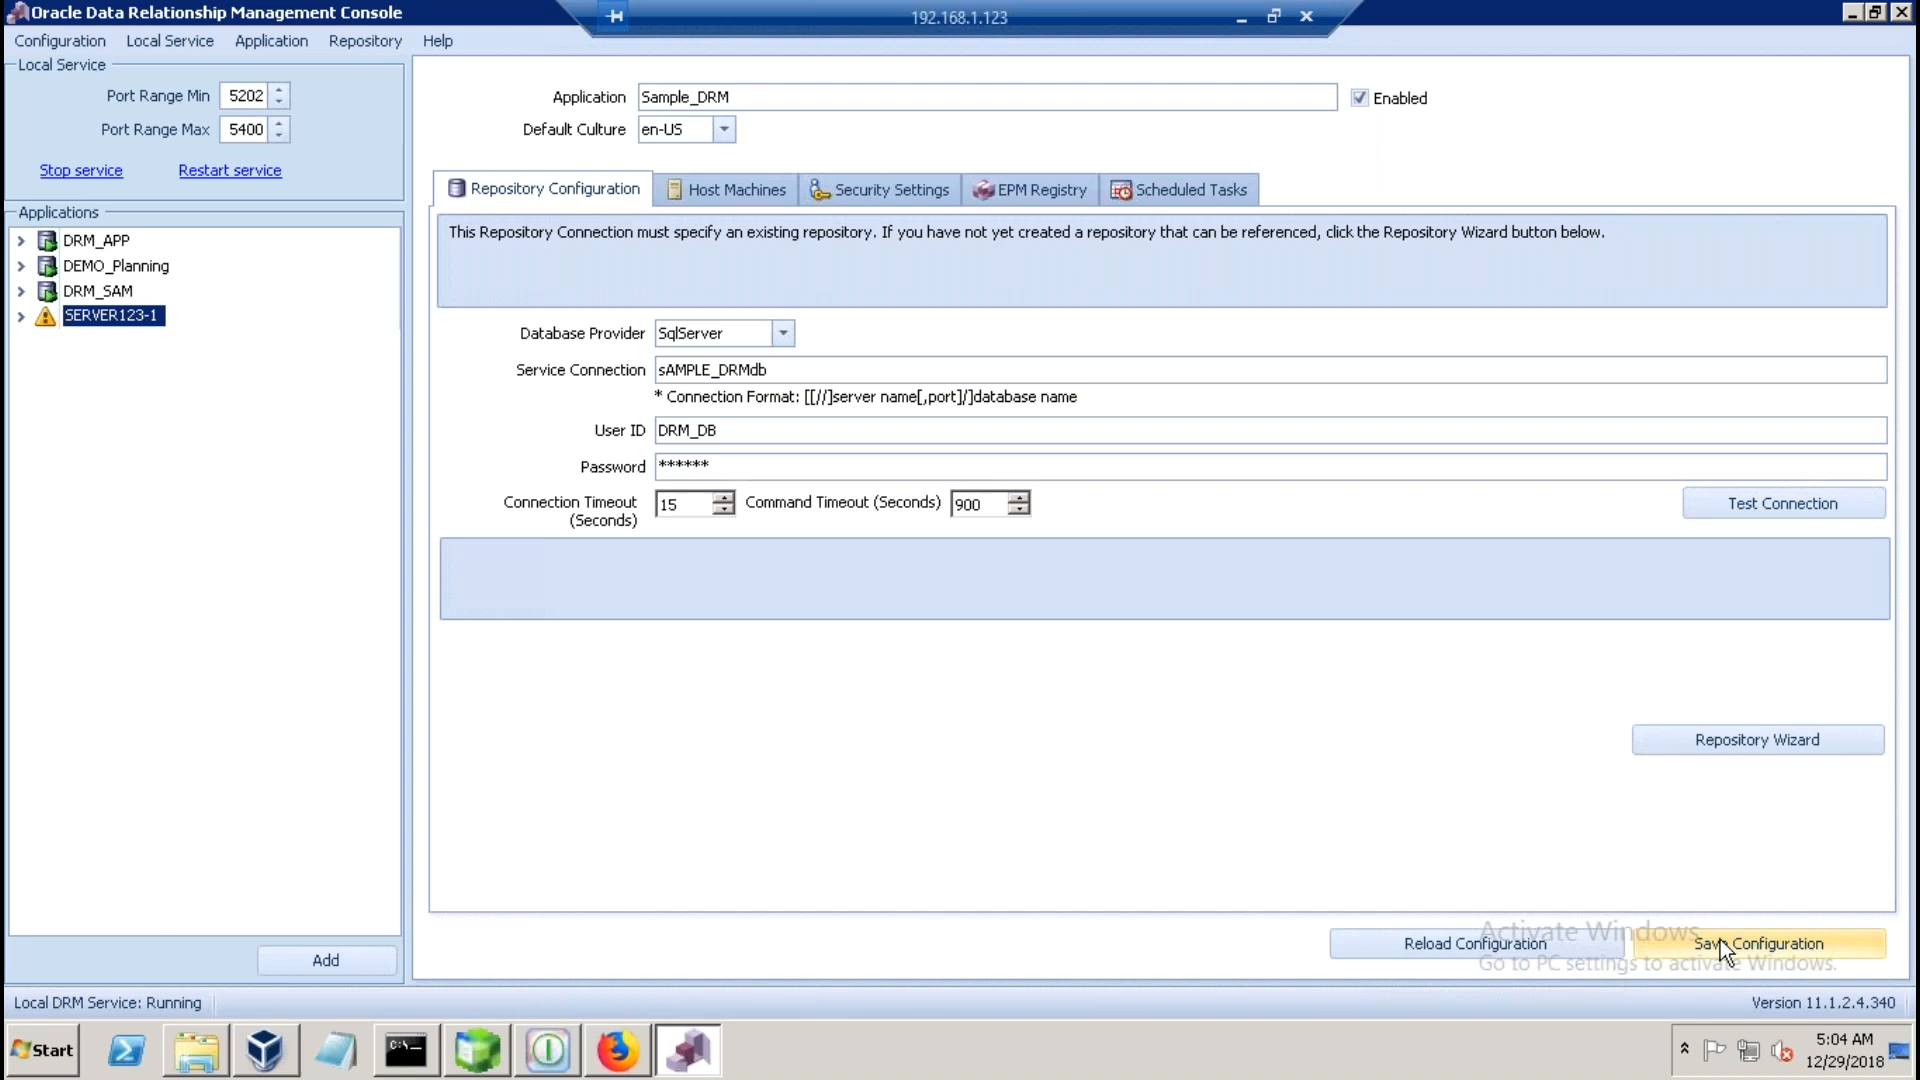 Oracle Data Relationship Management Console
192.168.1.123
Configuration Local Service Application Repository Help
Local Service
Port Range Min 5202
Port Range Max 5400
Stop service Restart service
Applications
DRM_APP
DEMO_Planning
DRM_SAM
SERVER123-1
Add
Application Sample_DRM Enabled
Default Culture en-US
Repository Configuration Host Machines Security Settings EPM Registry Scheduled Tasks
This Repository Connection must specify an existing repository. If you have not yet created a repository that can be referenced, click the Repository Wizard button below.
Database Provider SqlServer
Service Connection sAMPLE_DRMdb
* Connection Format: [[//]server name[,port]/]database name
User ID DRM_DB
Password ******
Connection Timeout (Seconds) 15 Command Timeout (Seconds) 900 Test Connection
Repository Wizard
Reload Configuration Save Configuration
Activate Windows
Go to PC settings to activate Windows.
Local DRM Service: Running Version 11.1.2.4.340
Start C:\ 5:04 AM
12/29/2018